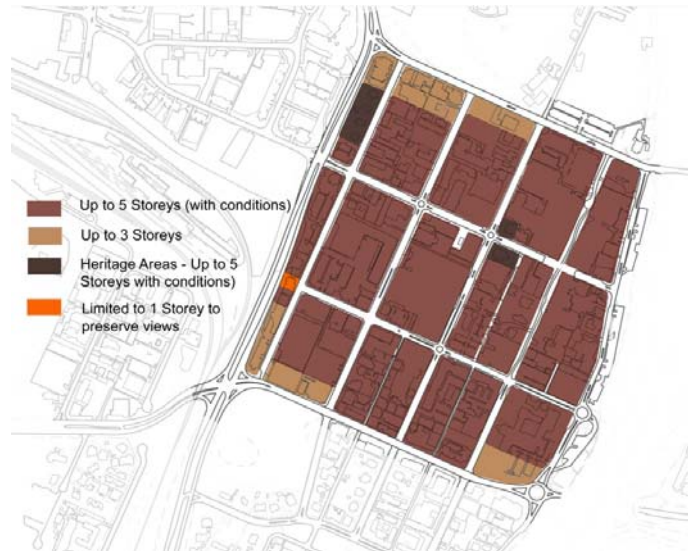 Up to 5 Storeys (with conditions)
Up to 3 Storeys
Heritage Areas - Up to 5
Storeys with conditions)
Limited to 1 Storey to
preserve views